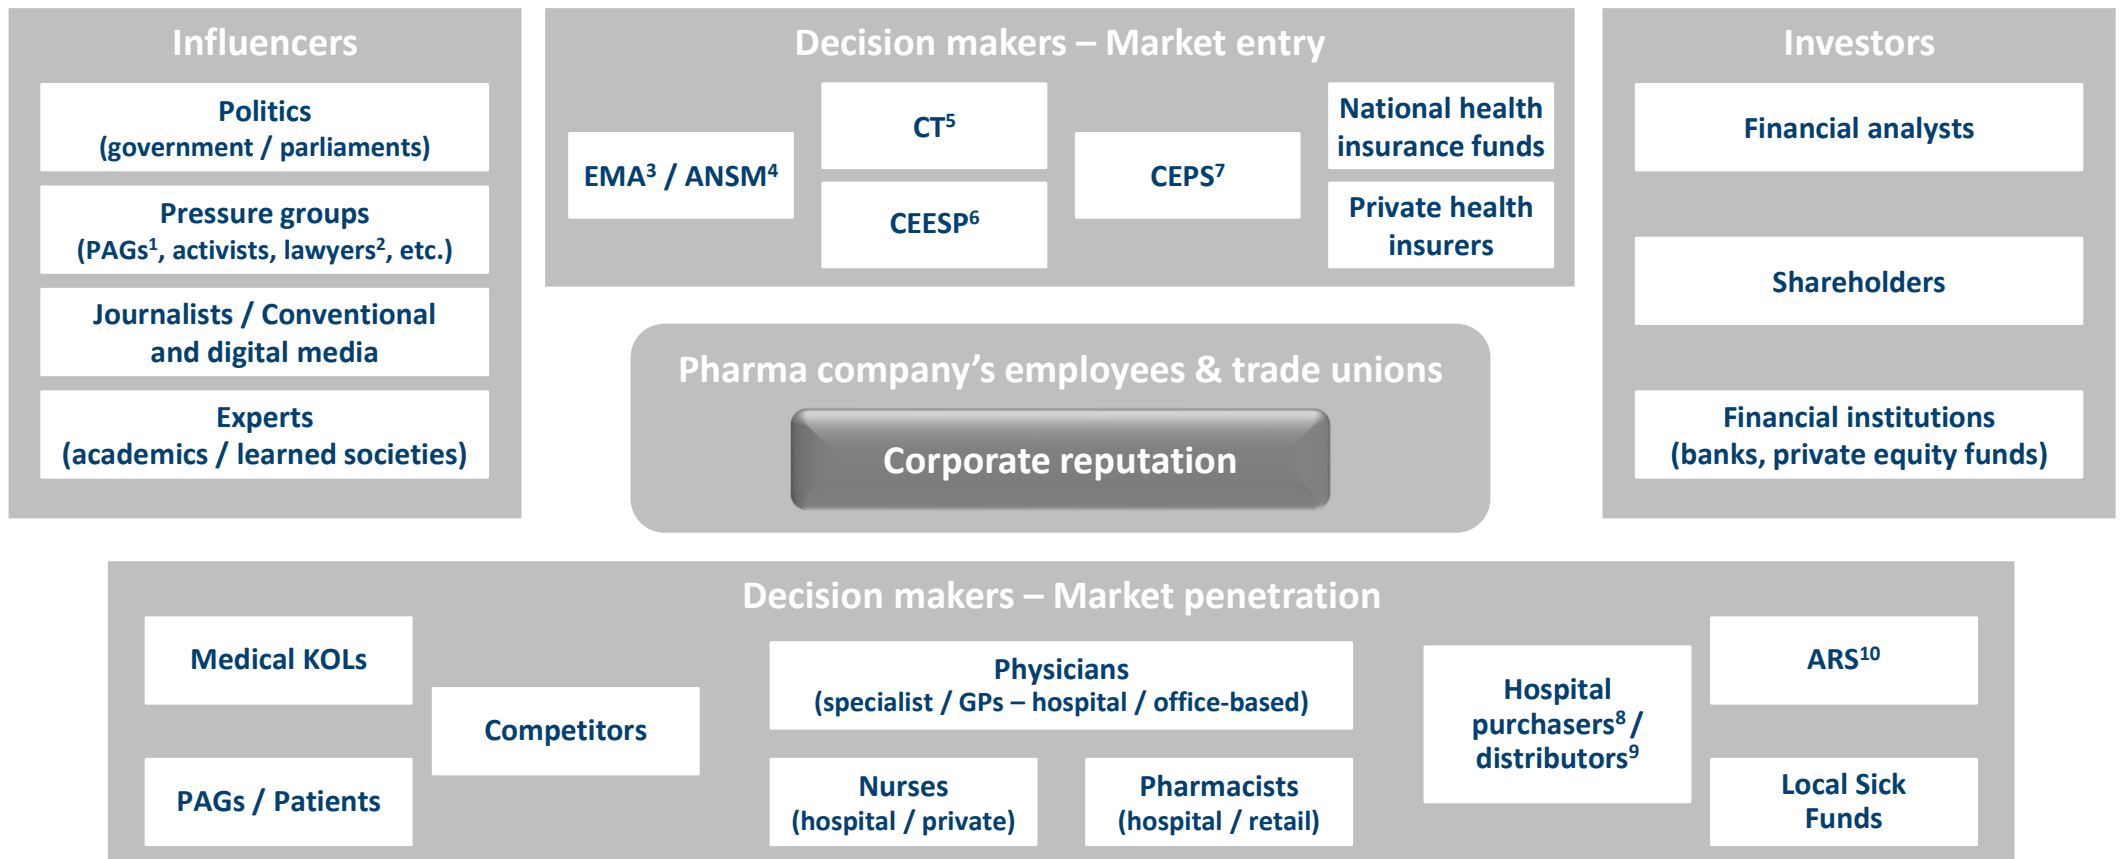 Influencers
Politics
(government / parliaments)
Pressure groups
(PAGs¹, activists, lawyers², etc.)
Journalists / Conventional
and digital media
Experts
(academics / learned societies)
Decision makers – Market entry
EMA³ / ANSM⁴
CT⁵
CEESP⁶
CEPS⁷
National health
insurance funds
Private health
insurers
Investors
Financial analysts
Shareholders
Financial institutions
(banks, private equity funds)
Pharma company’s employees & trade unions
Corporate reputation
Decision makers – Market penetration
Medical KOLs
PAGs / Patients
Competitors
Physicians
(specialist / GPs – hospital / office-based)
Nurses
(hospital / private)
Pharmacists
(hospital / retail)
Hospital
purchasers⁸ /
distributors⁹
ARS¹⁰
Local Sick
Funds